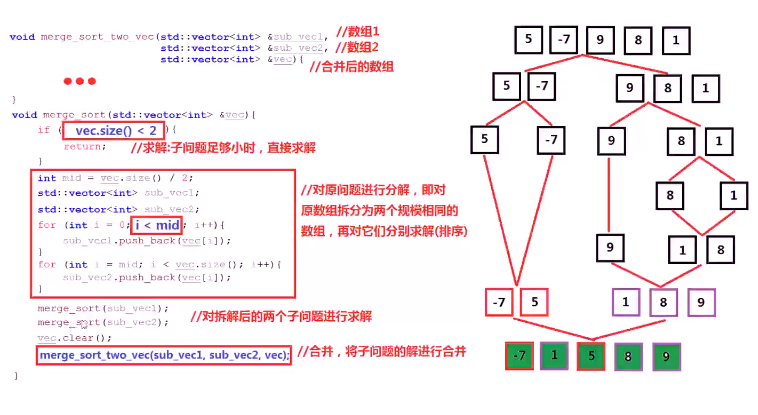 void merge_sort_two_vec(std::vector<int> &sub_vec1, //数组1
std::vector<int> &sub_vec2, //数组2
std::vector<int> &vec){
//合并后的数组
}
void merge_sort(std::vector<int> &vec){
if ( vec.size() < 2 ){
return; //求解:子问题足够小时，直接求解
}
int mid = vec.size() / 2;
std::vector<int> sub_vec1;
std::vector<int> sub_vec2;
for (int i = 0; i < mid; i++){
sub_vec1.push_back(vec[i]);
}
for (int i = mid; i < vec.size(); i++){
sub_vec2.push_back(vec[i]);
}
//对原问题进行分解，即对
原数组拆分为两个规模相同的
数组，再对它们分别求解(排序)
merge_sort(sub_vec1);
merge_sort(sub_vec2); //对拆解后的两个子问题进行求解
vec.clear();
merge_sort_two_vec(sub_vec1, sub_vec2, vec); //合并，将子问题的解进行合并
}
5 -7 9 8 1
5 -7 9 8 1
5 -7 9 8 1
8 1
9 1 8
-7 5 1 8 9
-7 1 5 8 9